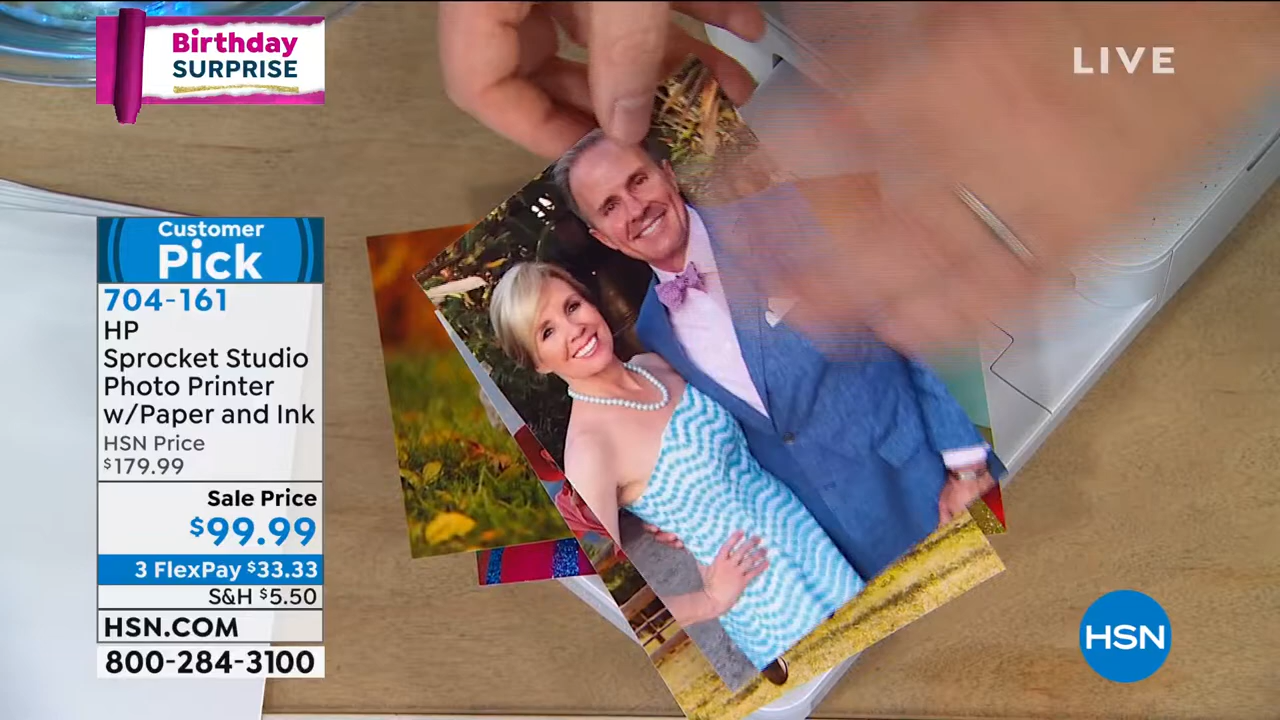 Birthday
SURPRISE
LIVE
Customer
Pick
704-161
HP
Sprocket Studio
Photo Printer
w/Paper and Ink
HSN Price
$179.99
Sale Price
$99.99
3 FlexPay $33.33
S&H $5.50
HSN.COM
800-284-3100
HSN